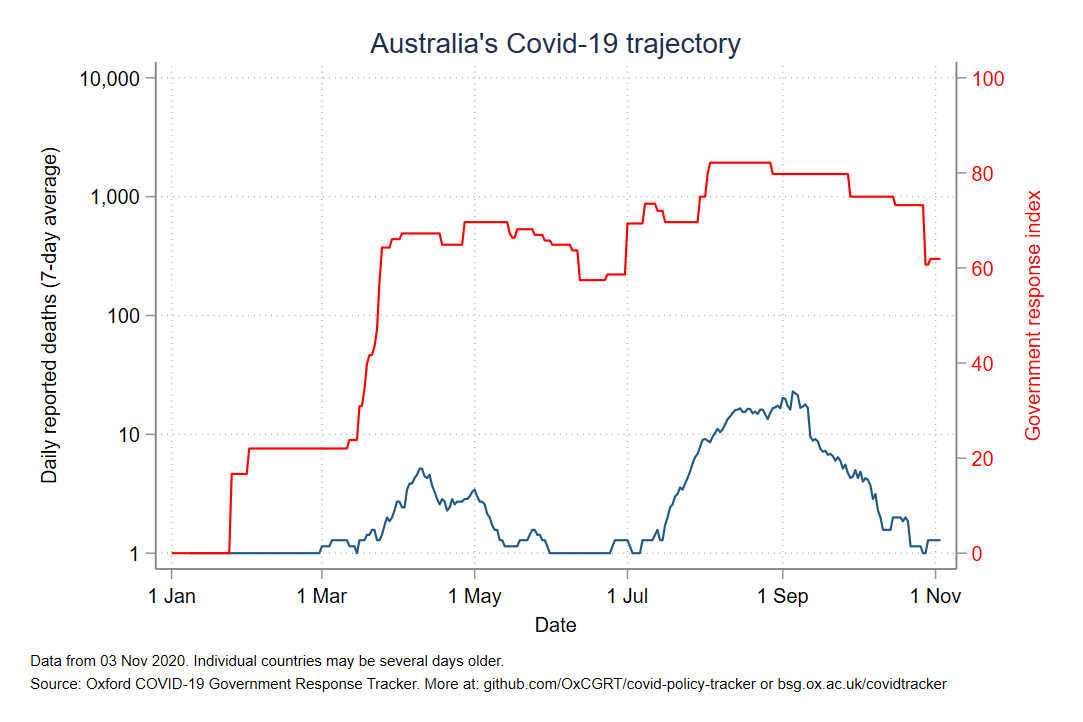 Australia's Covid-19 trajectory
Daily reported deaths (7-day average)
10,000
1,000
100
10
1
100
80
60
40
20
0
Government response index
1 Jan
1 Mar
1 May
1 Jul
1 Sep
1 Nov
Date
Data from 03 Nov 2020. Individual countries may be several days older.
Source: Oxford COVID-19 Government Response Tracker. More at: github.com/OxCGRT/covid-policy-tracker or bsg.ox.ac.uk/covidtracker